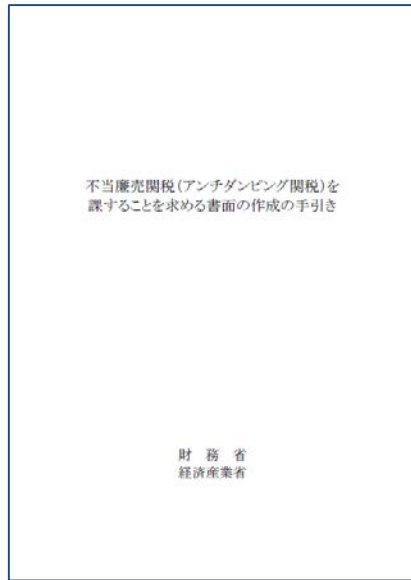 不当廉売関税(アンチダンピング関税)を
課することを求める書面の作成の手引き
財 務 省
経済産業省